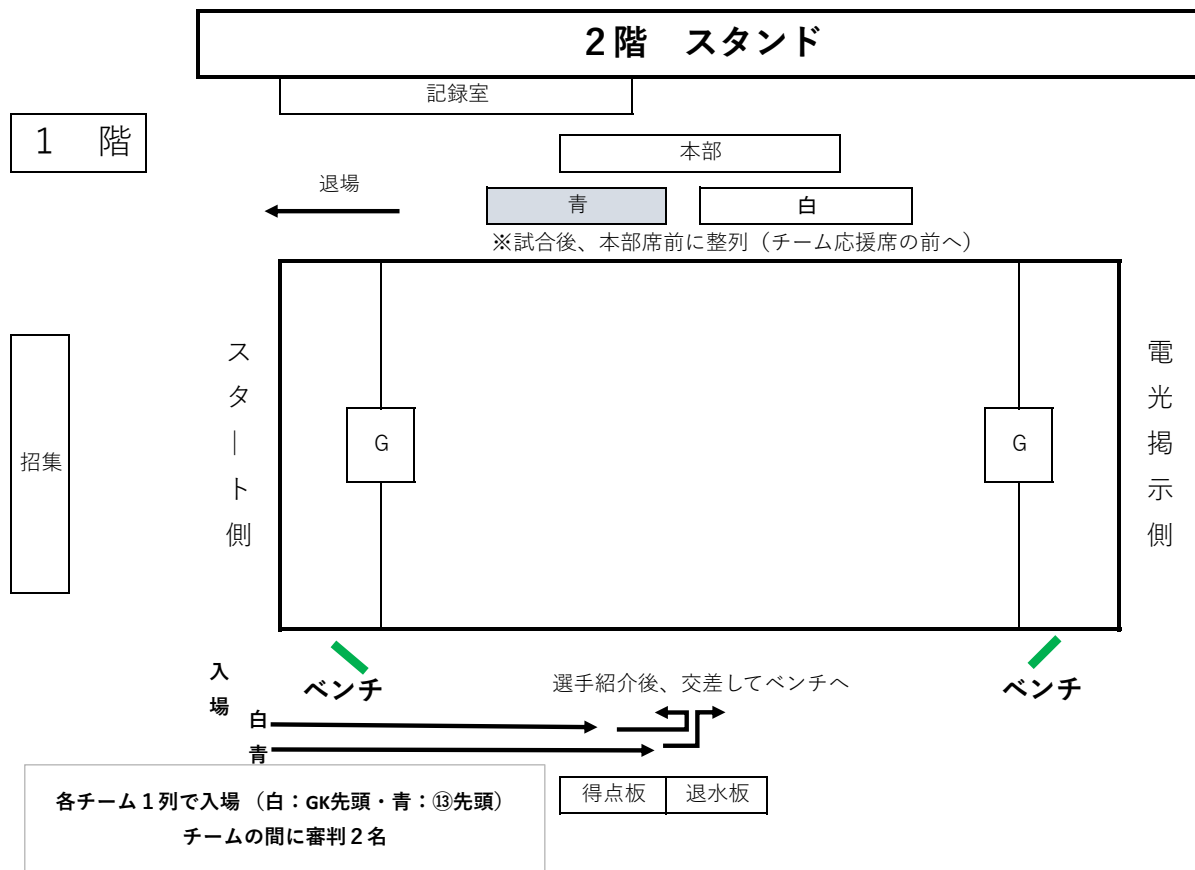 ２階　スタンド
記録室
１　階
本部
退場
青
白
※試合後、本部席前に整列（チーム応援席の前へ）
スタート側
電光掲示側
招集
G
G
入場
ベンチ
選手紹介後、交差してベンチへ
ベンチ
白
青
各チーム１列で入場 （白：GK先頭・青：⑬先頭）
チームの間に審判２名
得点板
退水板